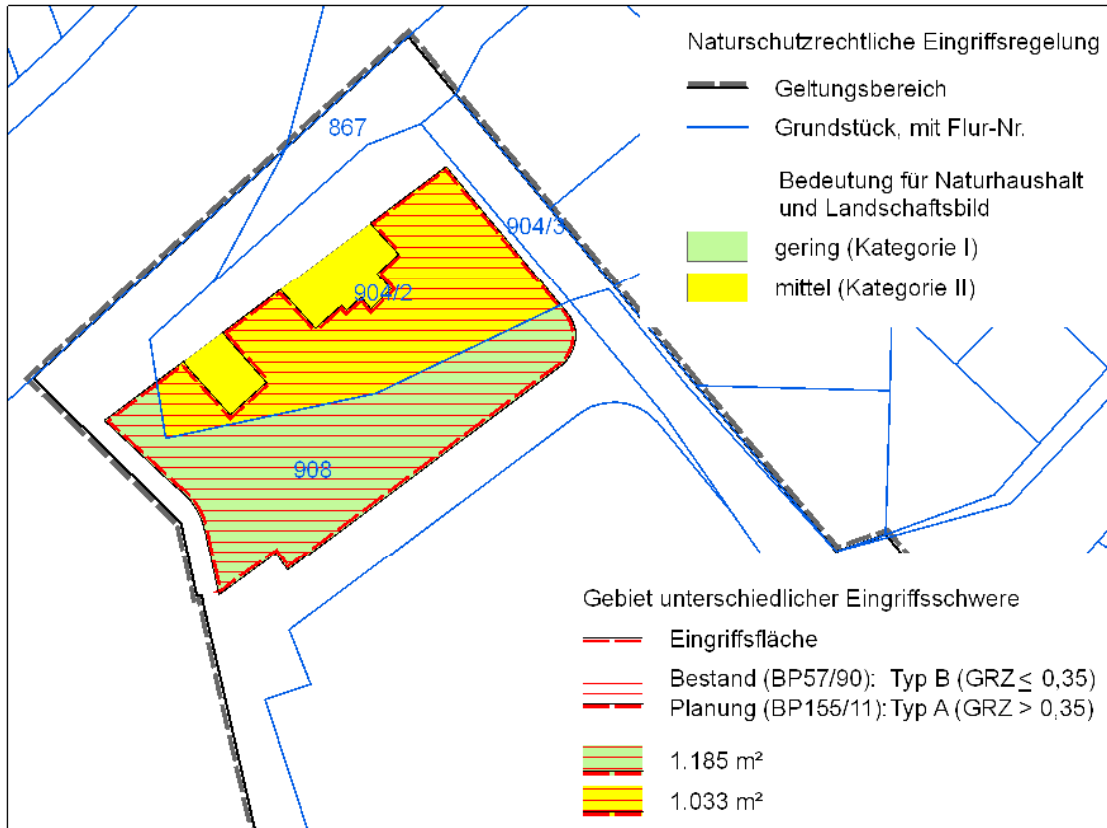 Naturschutzrechtliche Eingriffsregelung
Geltungsbereich
Grundstück, mit Flur-Nr.
Bedeutung für Naturhaushalt
und Landschaftsbild
gering (Kategorie I)
mittel (Kategorie II)
867
904/3
904/2
908
Gebiet unterschiedlicher Eingriffsschwere
Eingriffsfläche
Bestand (BP57/90): Typ B (GRZ ≤ 0,35)
Planung (BP155/11): Typ A (GRZ > 0,35)
1.185 m²
1.033 m²